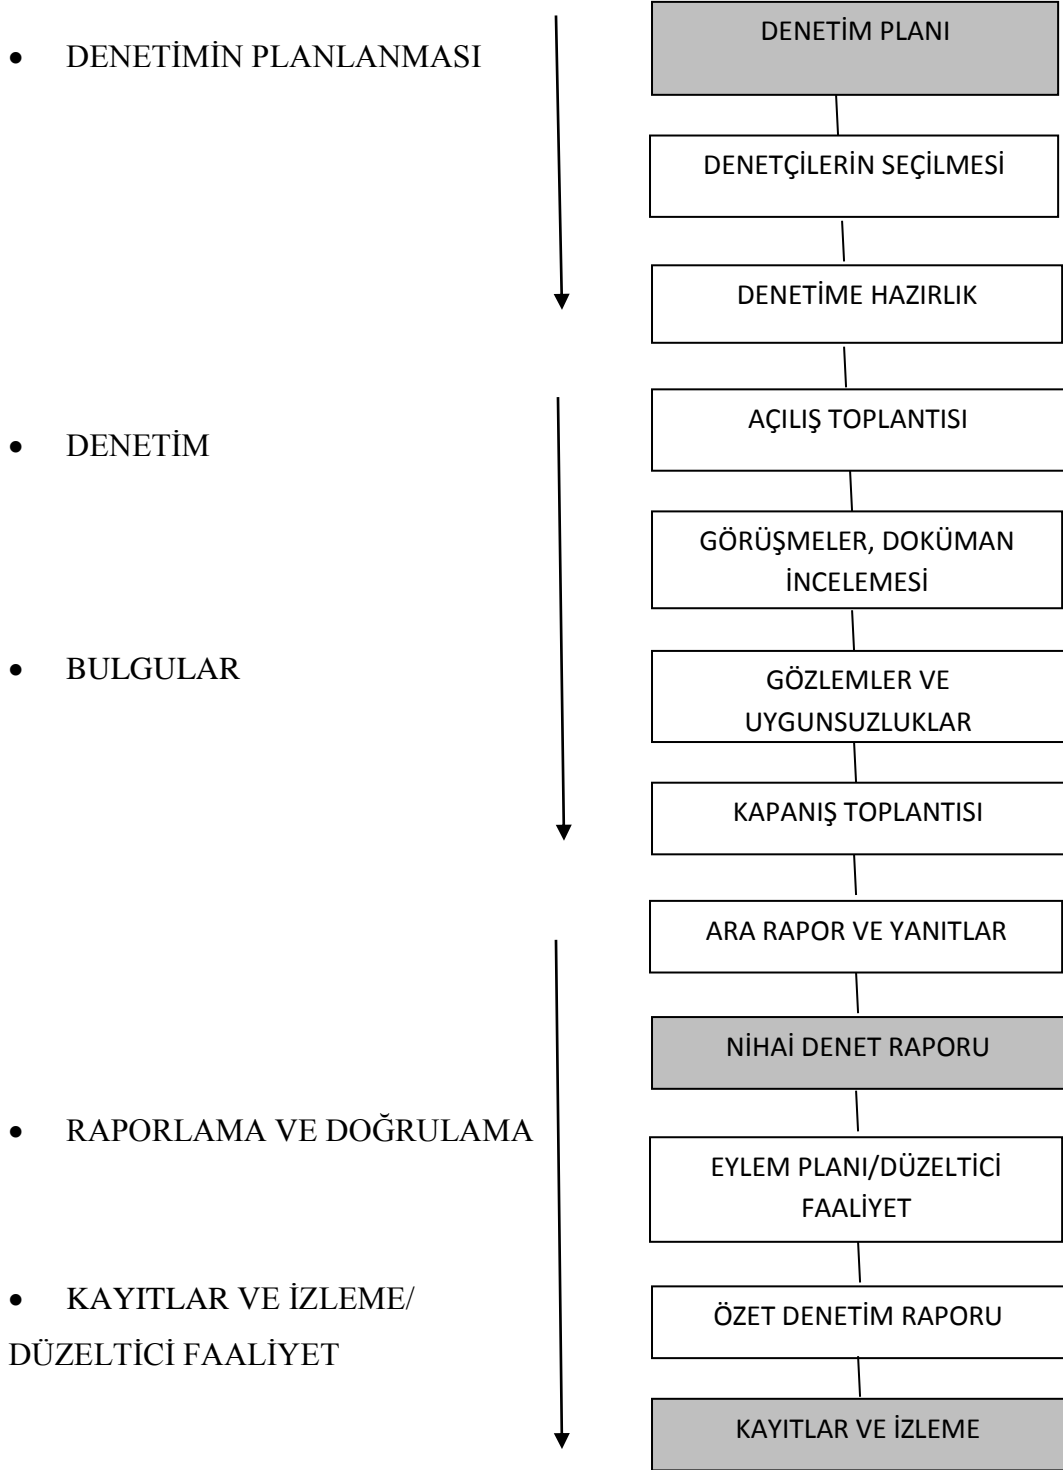 DENETİM PLANI
• DENETİMİN PLANLANMASI
DENETÇİLERİN SEÇİLMESİ
DENETİME HAZIRLIK
AÇILIŞ TOPLANTISI
• DENETİM
GÖRÜŞMELER, DOKÜMAN
İNCELEMESİ
• BULGULAR
GÖZLEMLER VE
UYGUNSUZLUKLAR
KAPANIŞ TOPLANTISI
ARA RAPOR VE YANITLAR
NİHAİ DENET RAPORU
• RAPORLAMA VE DOĞRULAMA
EYLEM PLANI/DÜZELTİCİ
FAALİYET
• KAYITLAR VE İZLEME/
DÜZELTİCİ FAALİYET
ÖZET DENETİM RAPORU
KAYITLAR VE İZLEME